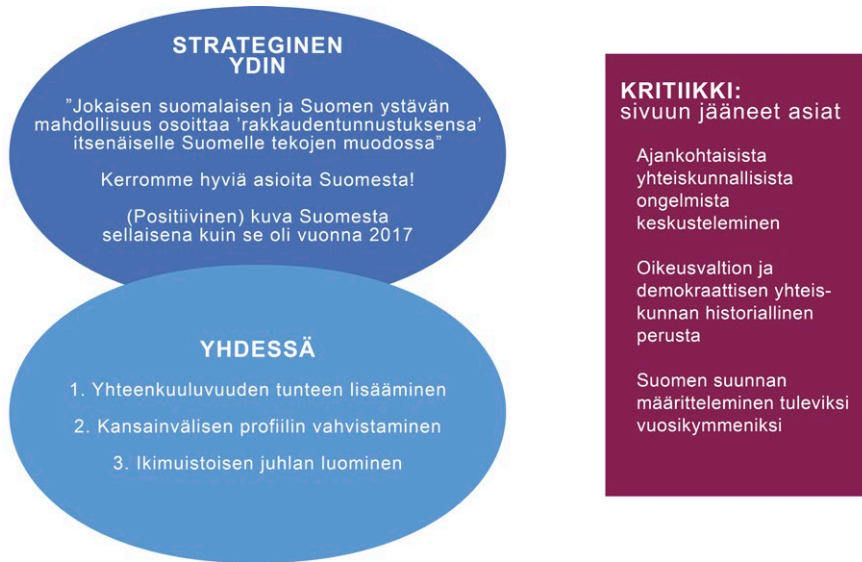 STRATEGINEN
YDIN
”Jokaisen suomalaisen ja Suomen ystävän
mahdollisuus osoittaa ’rakkaudentunnustuksensa’
itsenäiselle Suomelle tekojen muodossa”
Kerromme hyviä asioita Suomesta!
(Positiivinen) kuva Suomesta
sellaisena kuin se oli vuonna 2017
YHDESSÄ
1. Yhteenkuuluvuuden tunteen lisääminen
2. Kansainvälisen profiilin vahvistaminen
3. Ikimuistoisen juhlan luominen
KRITIIKKI:
sivuun jääneet asiat
Ajankohtaisista
yhteiskunnallisista
ongelmista
keskusteleminen
Oikeusvaltion ja
demokraattisen yhteis-
kunnan historiallinen
perusta
Suomen suunnan
määritteleminen tuleviksi
vuosikymmeniksi